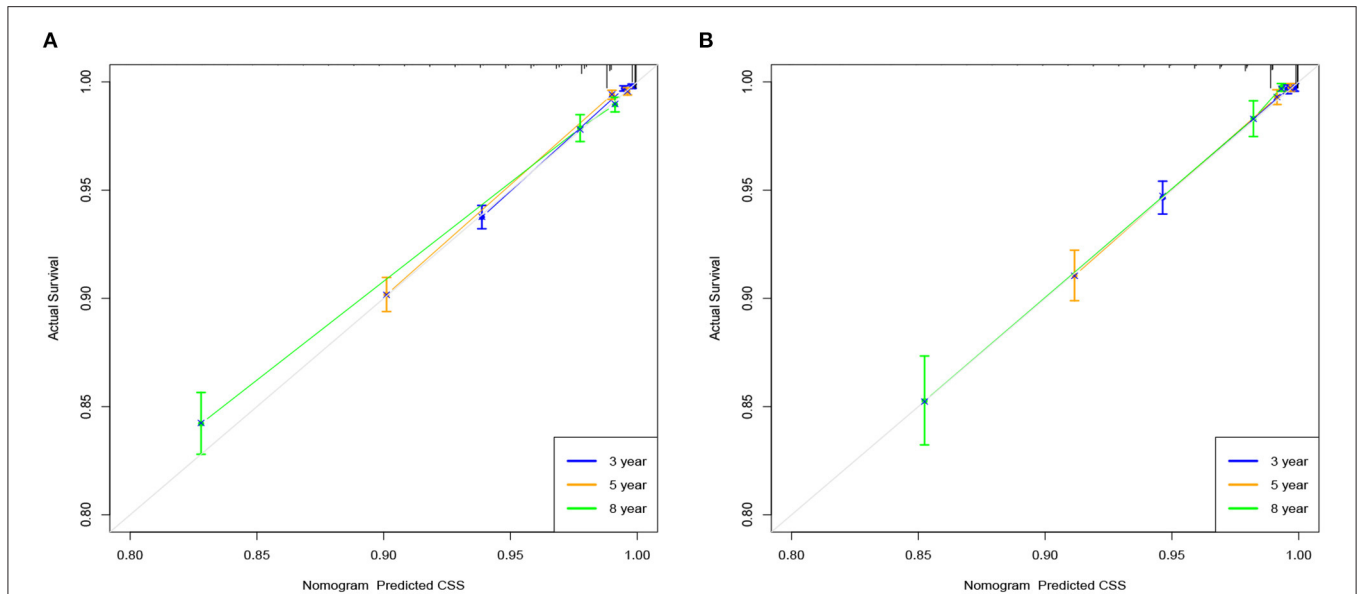 A
1.00
0.95
0.90
0.85
0.80
Actual Survival
3 year
5 year
8 year
0.80 0.85 0.90 0.95 1.00
Nomogram Predicted CSS
B
1.00
0.95
0.90
0.85
0.80
Actual Survival
3 year
5 year
8 year
0.80 0.85 0.90 0.95 1.00
Nomogram Predicted CSS